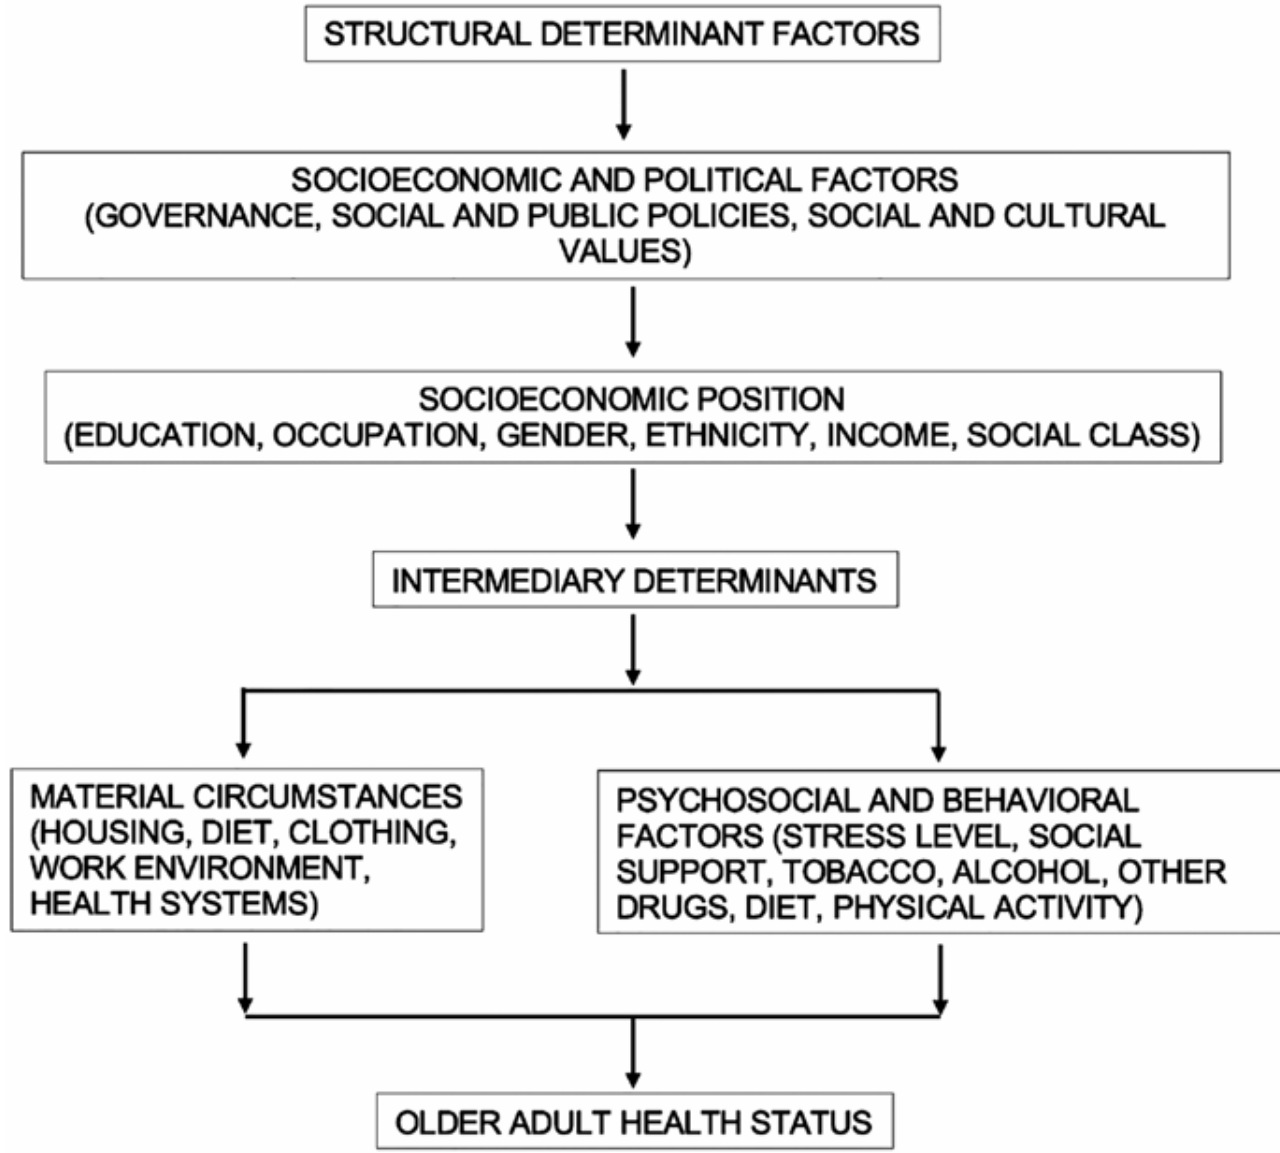 STRUCTURAL DETERMINANT FACTORS
SOCIOECONOMIC AND POLITICAL FACTORS
(GOVERNANCE, SOCIAL AND PUBLIC POLICIES, SOCIAL AND CULTURAL
VALUES)
SOCIOECONOMIC POSITION
(EDUCATION, OCCUPATION, GENDER, ETHNICITY, INCOME, SOCIAL CLASS)
INTERMEDIARY DETERMINANTS
MATERIAL CIRCUMSTANCES
(HOUSING, DIET, CLOTHING,
WORK ENVIRONMENT,
HEALTH SYSTEMS)
PSYCHOSOCIAL AND BEHAVIORAL
FACTORS (STRESS LEVEL, SOCIAL
SUPPORT, TOBACCO, ALCOHOL, OTHER
DRUGS, DIET, PHYSICAL ACTIVITY)
OLDER ADULT HEALTH STATUS